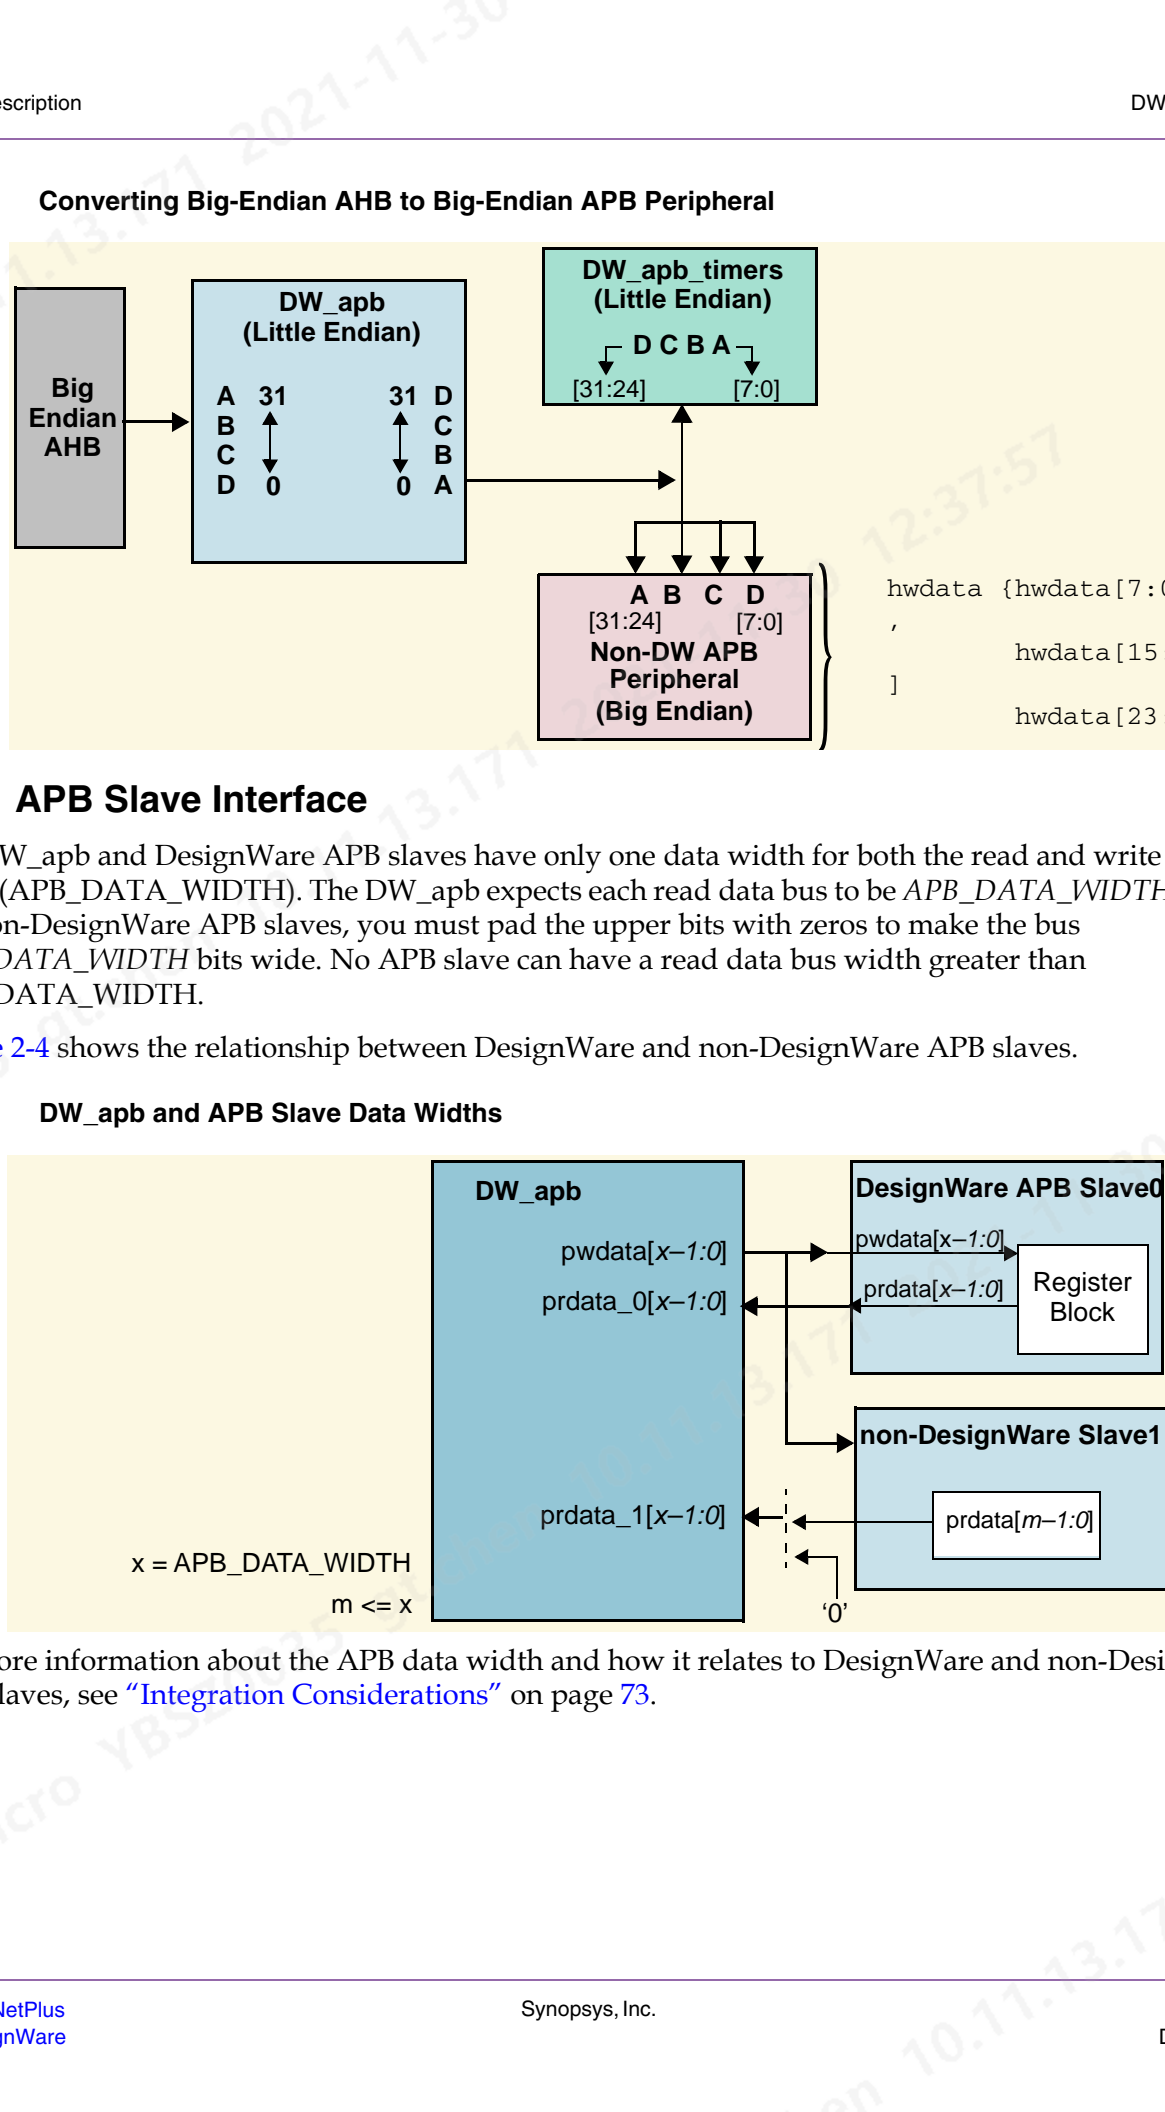 escription
DW
Converting Big-Endian AHB to Big-Endian APB Peripheral
Big
Endian
AHB
DW_apb
(Little Endian)
A 31 31 D
B C
C B
D 0 0 A
DW_apb_timers
(Little Endian)
D C B A
[31:24] [7:0]
A B C D
[31:24] [7:0]
Non-DW APB
Peripheral
(Big Endian)
hwdata {hwdata[7:0
,
hwdata[15:
]
hwdata[23:
APB Slave Interface
W_apb and DesignWare APB slaves have only one data width for both the read and write
(APB_DATA_WIDTH). The DW_apb expects each read data bus to be APB_DATA_WIDTH
on-DesignWare APB slaves, you must pad the upper bits with zeros to make the bus
DATA_WIDTH bits wide. No APB slave can have a read data bus width greater than
DATA_WIDTH.
e 2-4 shows the relationship between DesignWare and non-DesignWare APB slaves.
DW_apb and APB Slave Data Widths
DW_apb
pwdata[x–1:0]
prdata_0[x–1:0]
prdata_1[x–1:0]
DesignWare APB Slave0
pwdata[x–1:0]
prdata[x–1:0]
Register
Block
non-DesignWare Slave1
prdata[m–1:0]
‘0’
x = APB_DATA_WIDTH
m <= x
ore information about the APB data width and how it relates to DesignWare and non-Desi
laves, see “Integration Considerations” on page 73.
NetPlus
gnWare
Synopsys, Inc.
D